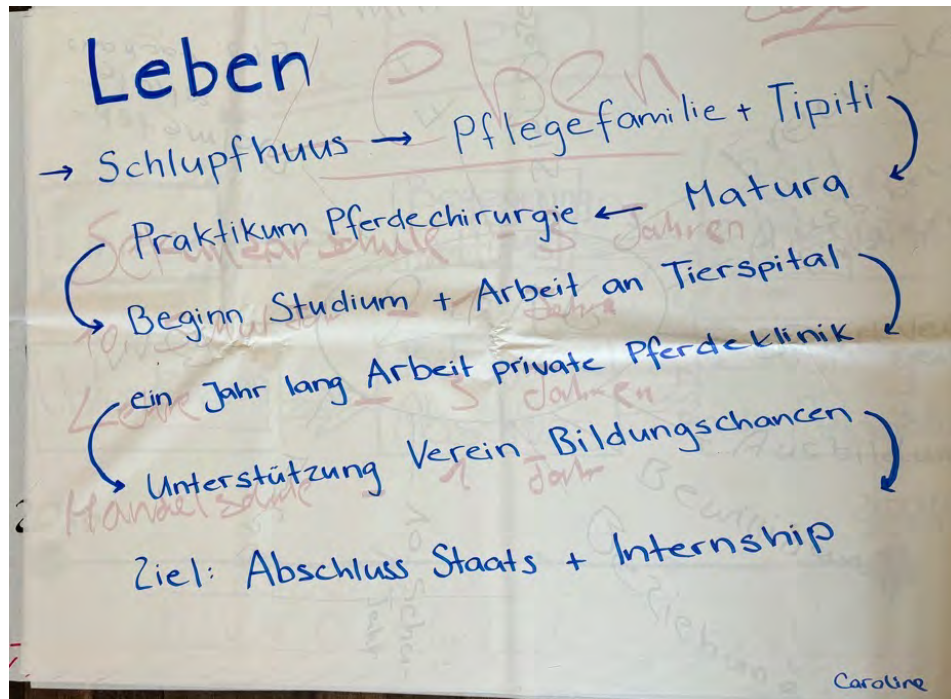 Leben
→ Schlupfhuus → Pflegefamilie + Tipiti
Praktikum Pferdechirurgie ← Matura
Beginn Studium + Arbeit an Tierspital
ein Jahr lang Arbeit private Pferdeklinik
Unterstützung Verein Bildungschancen
Ziel: Abschluss Staats + Internship
Caroline